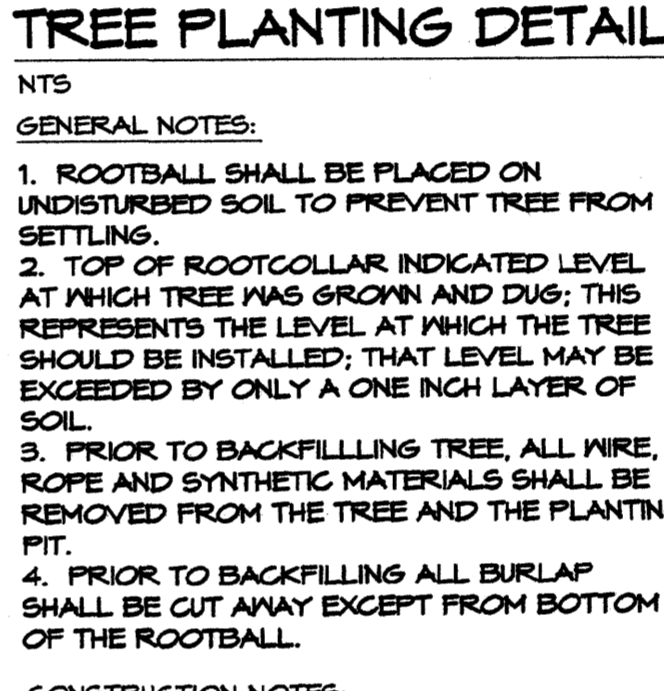 TREE PLANTING DETAIL
NTS
GENERAL NOTES:
1. ROOTBALL SHALL BE PLACED ON
UNDISTURBED SOIL TO PREVENT TREE FROM
SETTLING.
2. TOP OF ROOTCOLLAR INDICATED LEVEL
AT WHICH TREE WAS GROWN AND DUG; THIS
REPRESENTS THE LEVEL AT WHICH THE TREE
SHOULD BE INSTALLED; THAT LEVEL MAY BE
EXCEEDED BY ONLY A ONE INCH LAYER OF
SOIL.
3. PRIOR TO BACKFILLLING TREE, ALL WIRE,
ROPE AND SYNTHETIC MATERIALS SHALL BE
REMOVED FROM THE TREE AND THE PLANTIN
PIT.
4. PRIOR TO BACKFILLING ALL BURLAP
SHALL BE CUT AWAY EXCEPT FROM BOTTOM
OF THE ROOTBALL.
CONSTRUCTION NOTES: